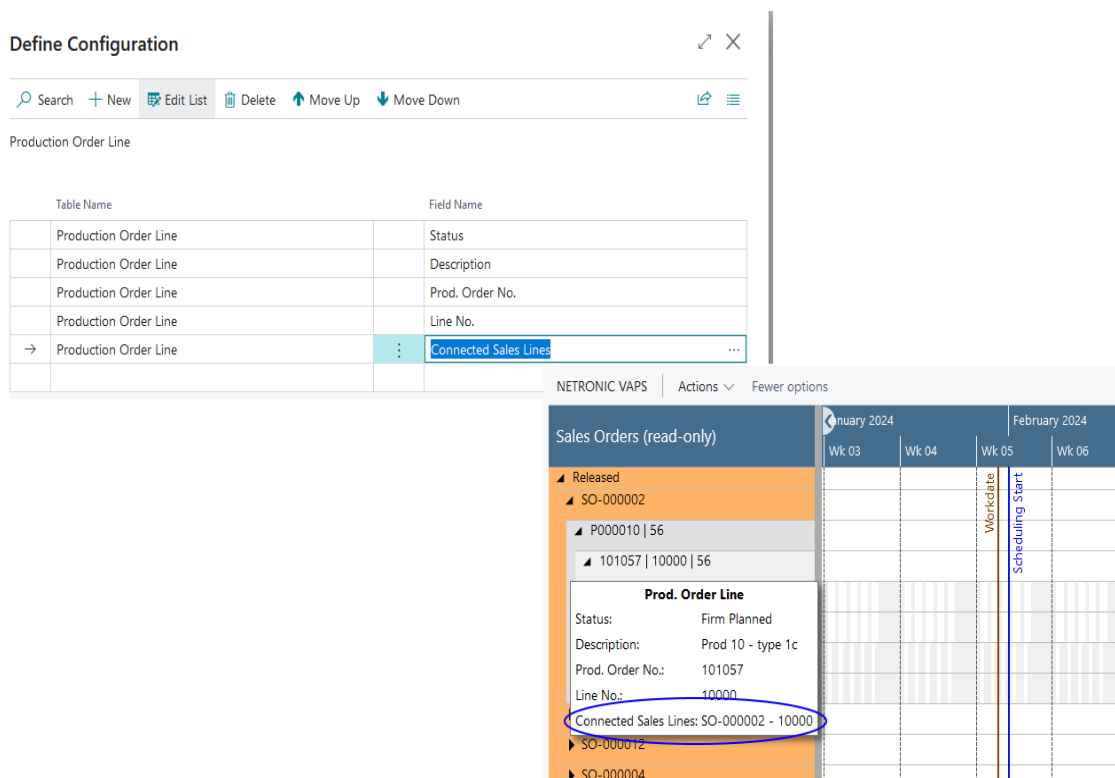 Define Configuration
Search New Edit List Delete Move Up Move Down
Production Order Line
Table Name Field Name
Production Order Line Status
Production Order Line Description
Production Order Line Prod. Order No.
Production Order Line Line No.
Production Order Line Connected Sales Lines
NETRONIC VAPS Actions Fewer options
Sales Orders (read-only)
anuary 2024 February 2024
Wk 03 Wk 04 Wk 05 Wk 06
Released
SO-000002
P000010 | 56
101057 | 10000 | 56
Workdate
Scheduling Start
Prod. Order Line
Status: Firm Planned
Description: Prod 10 - type 1c
Prod. Order No.: 101057
Line No.: 10000
Connected Sales Lines: SO-000002 - 10000
SO-000012
SO-000004